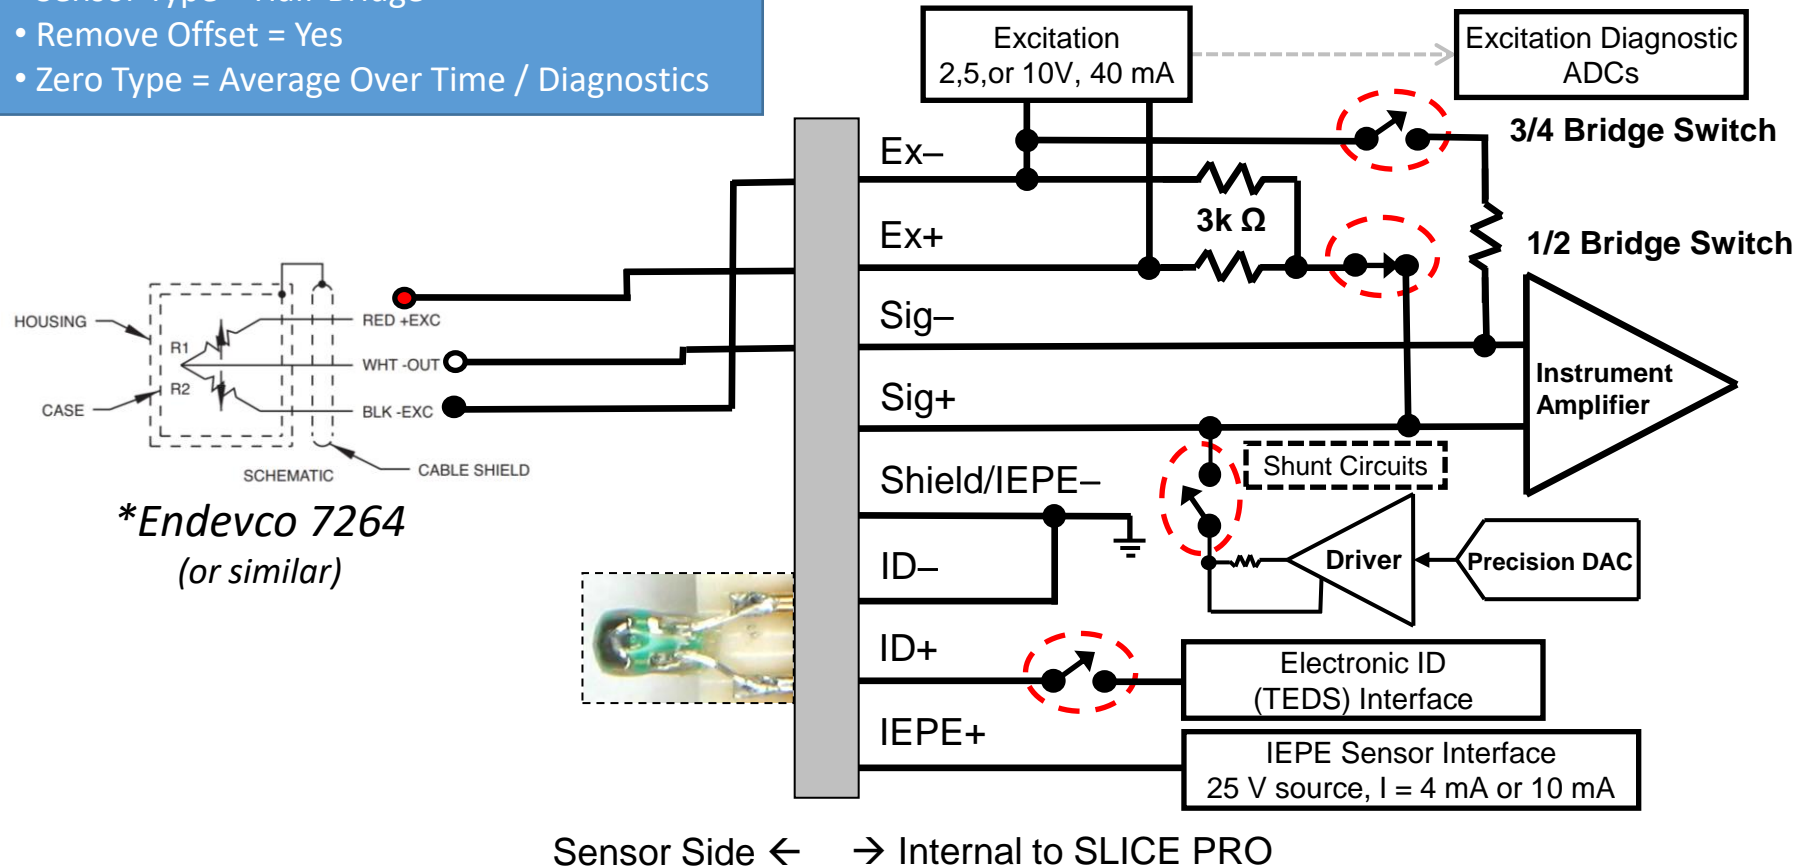 Sensor Type = Half Bridge
• Remove Offset = Yes
• Zero Type = Average Over Time / Diagnostics
Excitation
2,5,or 10V, 40 mA
Excitation Diagnostic
ADCs
3/4 Bridge Switch
Ex–
3k Ω
Ex+
1/2 Bridge Switch
HOUSING
R1
RED +EXC
WHT -OUT
R2
CASE
BLK -EXC
SCHEMATIC
CABLE SHIELD
*Endevco 7264
(or similar)
Sig–
Sig+
Instrument
Amplifier
Shunt Circuits
Shield/IEPE–
ID–
Driver
Precision DAC
ID+
Electronic ID
(TEDS) Interface
IEPE+
IEPE Sensor Interface
25 V source, I = 4 mA or 10 mA
Sensor Side ← → Internal to SLICE PRO